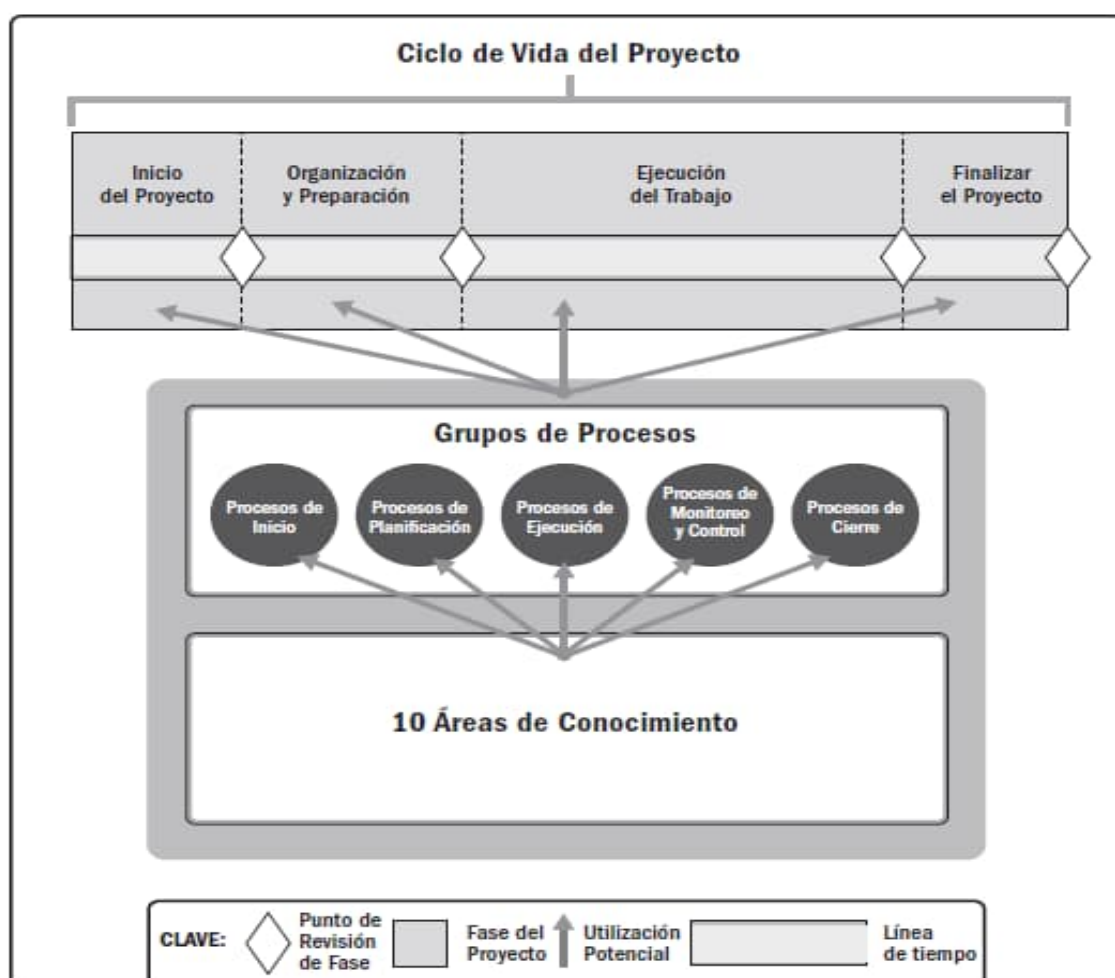 Ciclo de Vida del Proyecto
Inicio
del Proyecto
Organización
y Preparación
Ejecución
del Trabajo
Finalizar
el Proyecto
Grupos de Procesos
Procesos de
Inicio
Procesos de
Planificación
Procesos de
Ejecución
Procesos de
Monitoreo
y Control
Procesos de
Cierre
10 Áreas de Conocimiento
CLAVE:
Punto de
Revisión
de Fase
Fase del
Proyecto
Utilización
Potencial
Línea
de tiempo